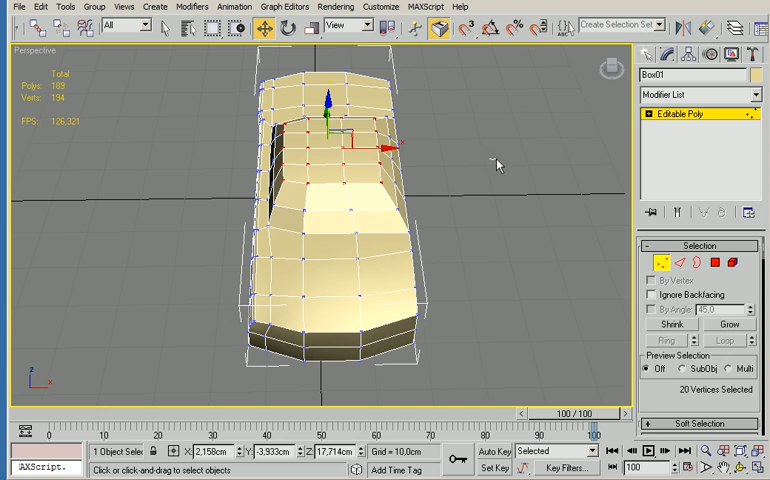 File Edit Tools Group Views Create Modifiers Animation Graph Editors Rendering Customize MAXScript Help
All View Create Selection Set
Perspective
Total
Polys: 189
Verts: 194
FPS: 126,321
x
z
x
Box01
Modifier List
Editable Poly
Selection
By Vertex
Ignore Backfacing
By Angle: 45,0
Shrink Grow
Ring Loop
Preview Selection
Off SubObj Multi
20 Vertices Selected
Soft Selection
100 / 100
0 10 20 30 40 50 60 70 80 90 100
1 Object Selec X: 2,158cm Y: -3,933cm Z: 17,714cm Grid = 10,0cm Auto Key Selected
AXScript. Click or click-and-drag to select objects Add Time Tag Set Key Key Filters... 100